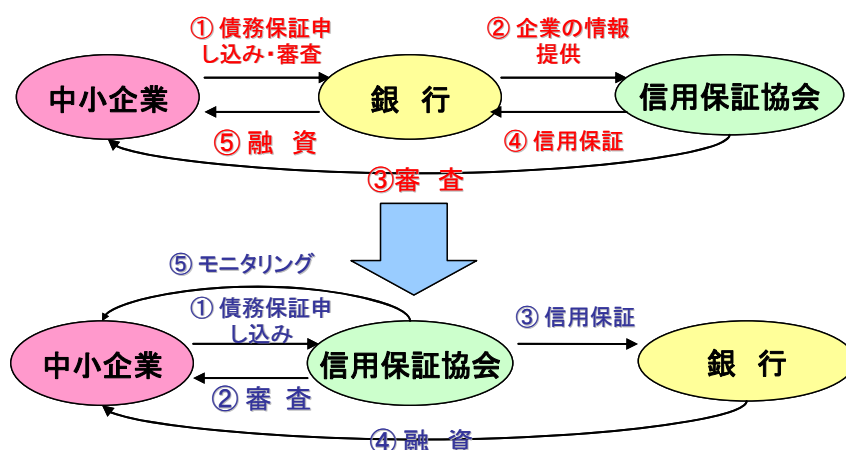 ① 債務保証申
し込み・審査
② 企業の情報
提供
中小企業
銀 行
信用保証協会
⑤ 融 資
④ 信用保証
③審 査
⑤ モニタリング
① 債務保証申
し込み
③ 信用保証
中小企業
信用保証協会
銀 行
② 審 査
④ 融 資